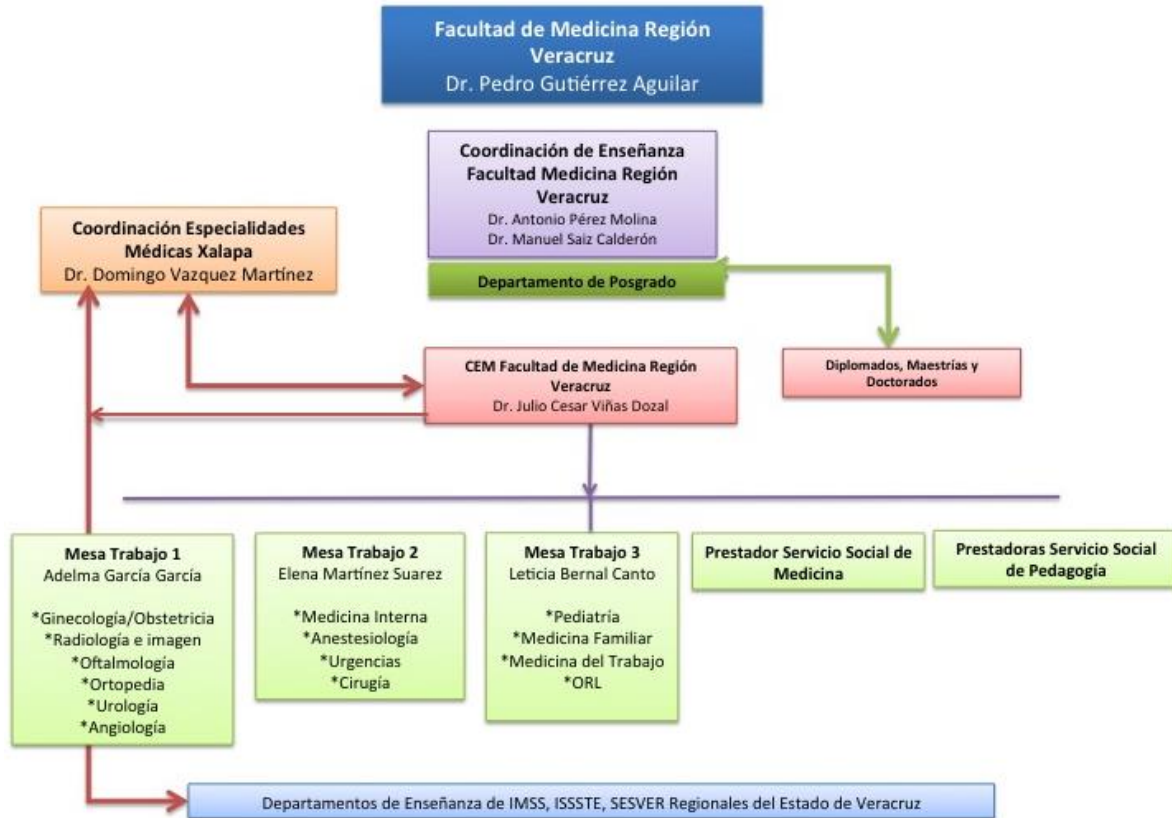 Facultad de Medicina Región
Veracruz
Dr. Pedro Gutiérrez Aguilar
Coordinación de Enseñanza
Facultad Medicina Región
Veracruz
Dr. Antonio Pérez Molina
Dr. Manuel Saiz Calderón
Coordinación Especialidades
Médicas Xalapa
Dr. Domingo Vazquez Martínez
Departamento de Posgrado
CEM Facultad de Medicina Región
Veracruz
Dr. Julio Cesar Viñas Dozal
Diplomados, Maestrías y
Doctorados
Mesa Trabajo 1
Adelma García García
*Ginecología/Obstetricia
*Radiología e imagen
*Oftalmología
*Ortopedia
*Urología
*Angiología
Mesa Trabajo 2
Elena Martínez Suarez
*Medicina Interna
*Anestesiología
*Urgencias
*Cirugía
Mesa Trabajo 3
Leticia Bernal Canto
*Pediatría
*Medicina Familiar
*Medicina del Trabajo
*ORL
Prestador Servicio Social de
Medicina
Prestadoras Servicio Social
de Pedagogía
Departamentos de Enseñanza de IMSS, ISSSTE, SESVER Regionales del Estado de Veracruz